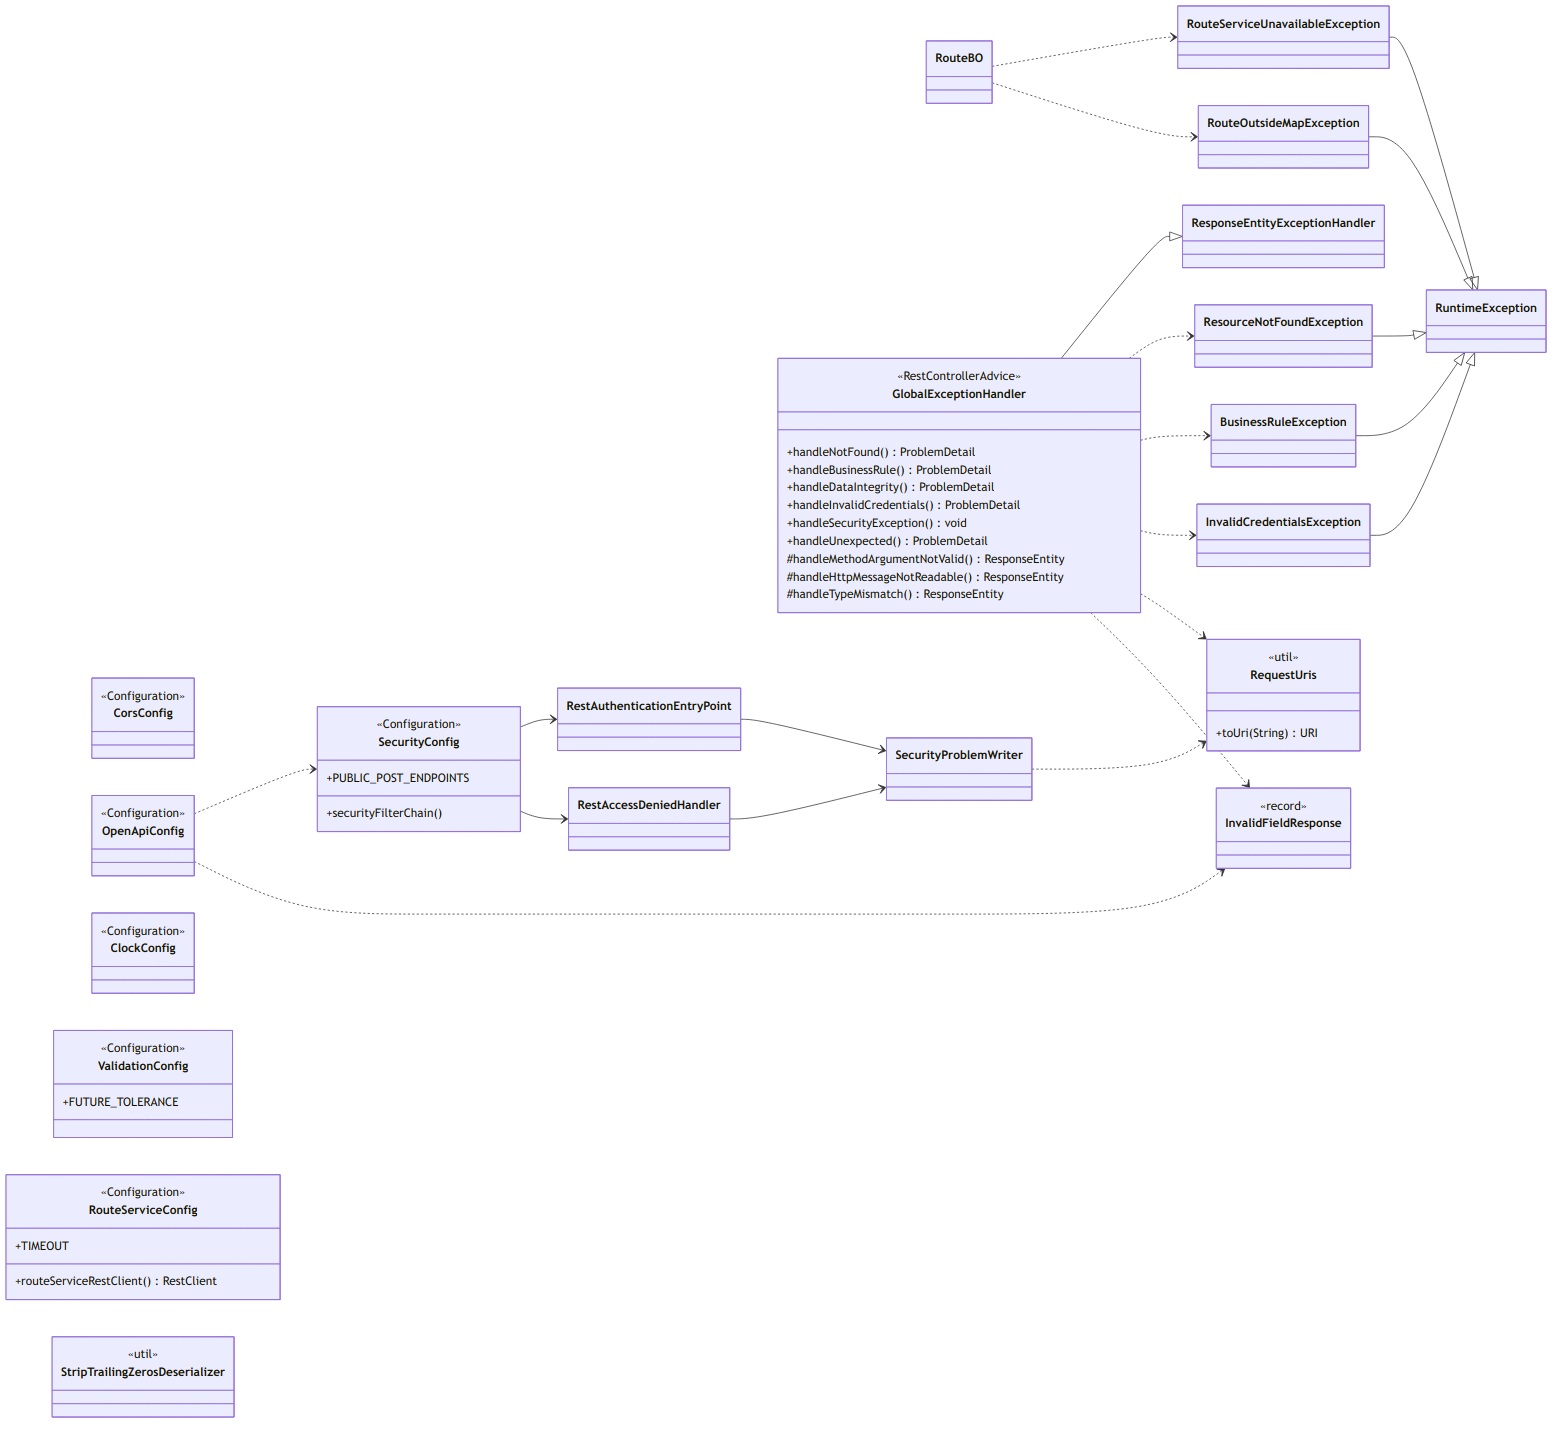 RouteServiceUnavailableException
RouteBO
RouteOutsideMapException
ResponseEntityExceptionHandler
ResourceNotFoundException
RuntimeException
«RestControllerAdvice»
GlobalExceptionHandler
+handleNotFound() : ProblemDetail
+handleBusinessRule() : ProblemDetail
+handleDataIntegrity() : ProblemDetail
+handleInvalidCredentials() : ProblemDetail
+handleSecurityException() : void
+handleUnexpected() : ProblemDetail
#handleMethodArgumentNotValid() : ResponseEntity
#handleHttpMessageNotReadable() : ResponseEntity
#handleTypeMismatch() : ResponseEntity
BusinessRuleException
InvalidCredentialsException
«util»
RequestUris
+toUri(String) : URI
«Configuration»
CorsConfig
«Configuration»
SecurityConfig
+PUBLIC_POST_ENDPOINTS
+securityFilterChain()
RestAuthenticationEntryPoint
SecurityProblemWriter
RestAccessDeniedHandler
«record»
InvalidFieldResponse
«Configuration»
OpenApiConfig
«Configuration»
ClockConfig
«Configuration»
ValidationConfig
+FUTURE_TOLERANCE
«Configuration»
RouteServiceConfig
+TIMEOUT
+routeServiceRestClient() : RestClient
«util»
StripTrailingZerosDeserializer